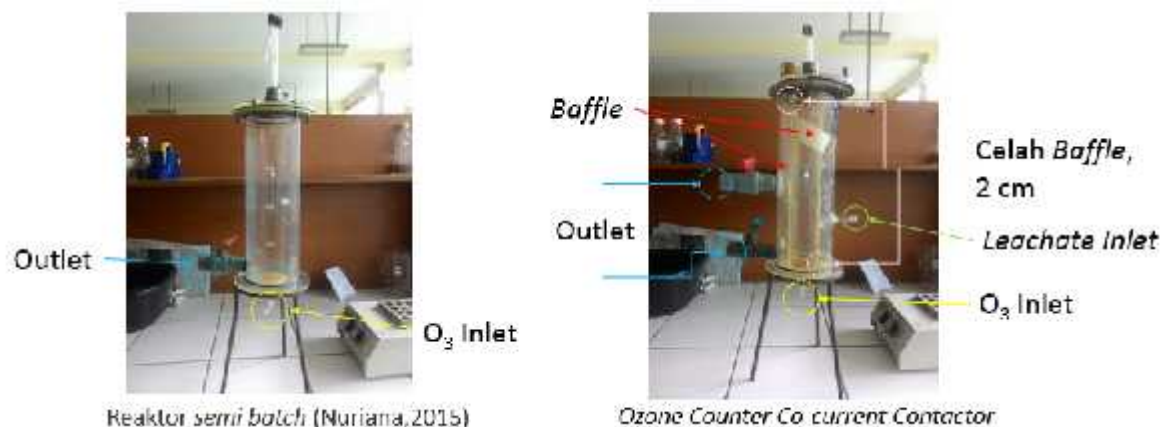 Outlet
O₃ Inlet
Reaktor semi batch (Nuriana,2015)
Baffle
Celah Baffle,
2 cm
Outlet
Leachate Inlet
O₃ Inlet
Ozone Counter Co-current Contactor